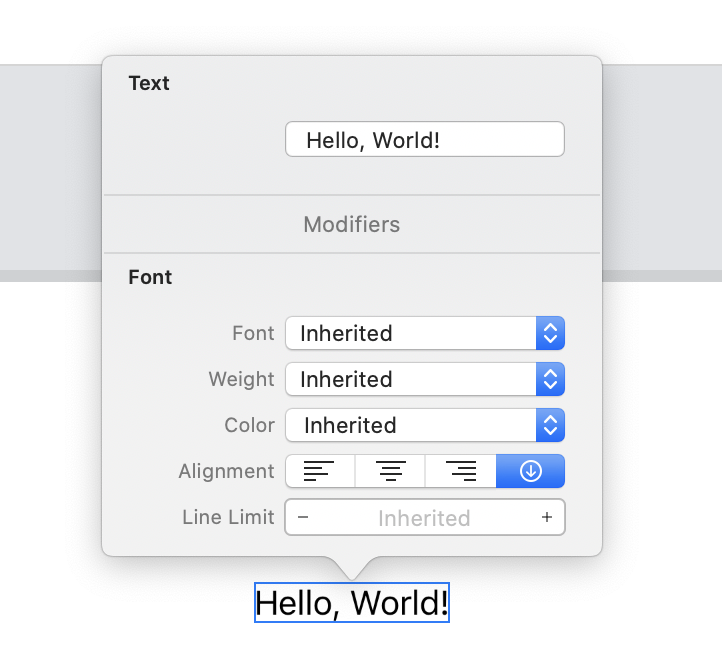 Text
Hello, World!
Modifiers
Font
Font Inherited
Weight Inherited
Color Inherited
Alignment
Line Limit − Inherited +
Hello, World!